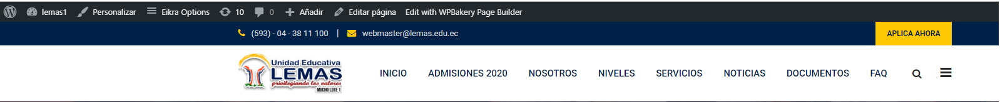 lemas1 Personalizar Eikra Options 10 0 Añadir Editar página Edit with WPBakery Page Builder
(593) - 04 - 38 11 100 | webmaster@lemas.edu.ec APLICA AHORA
Unidad Educativa
LEMAS
privilegiando los valores
MUCHO LOTE 1
INICIO ADMISIONES 2020 NOSOTROS NIVELES SERVICIOS NOTICIAS DOCUMENTOS FAQ